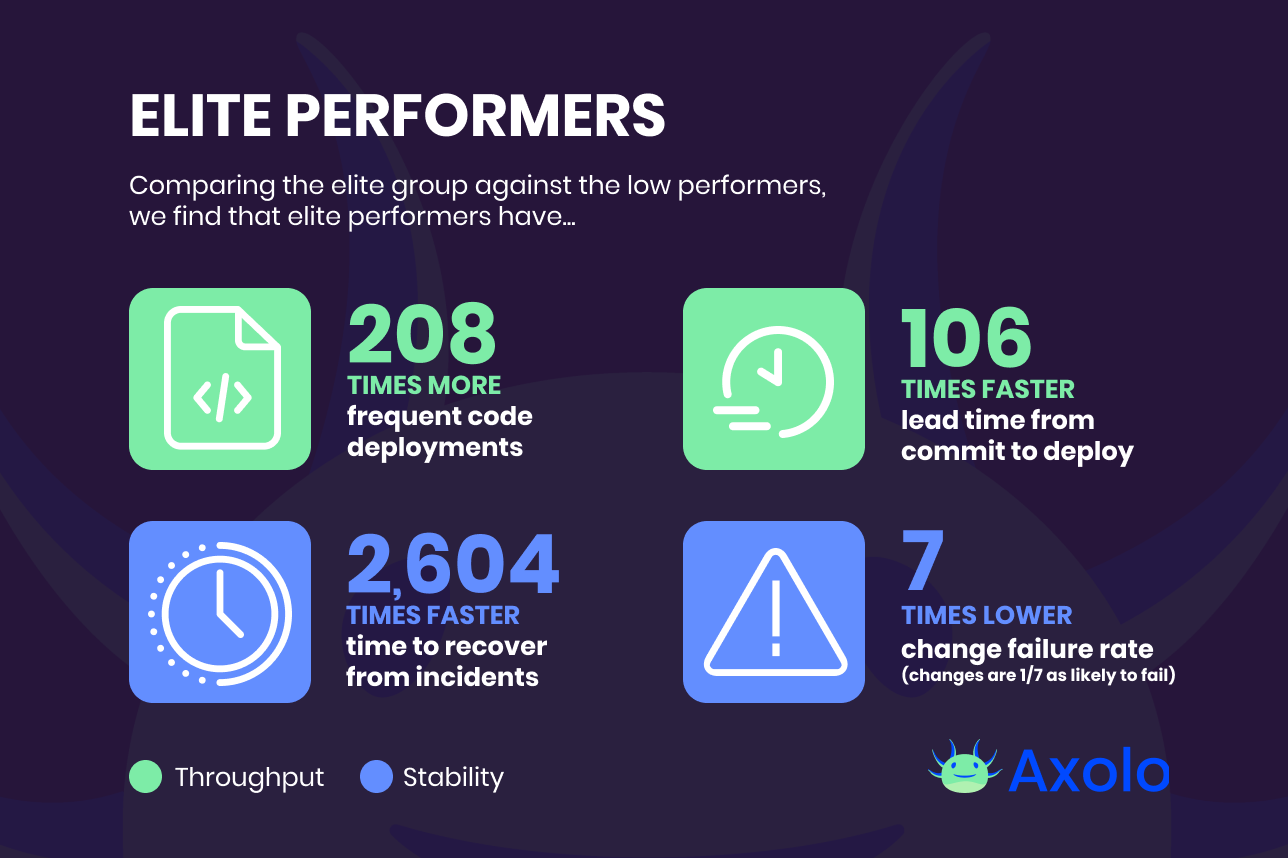 ELITE PERFORMERS
Comparing the elite group against the low performers,
we find that elite performers have...
208
TIMES MORE
frequent code
deployments
106
TIMES FASTER
lead time from
commit to deploy
2,604
TIMES FASTER
time to recover
from incidents
7
TIMES LOWER
change failure rate
(changes are 1/7 as likely to fail)
Throughput
Stability
Axolo